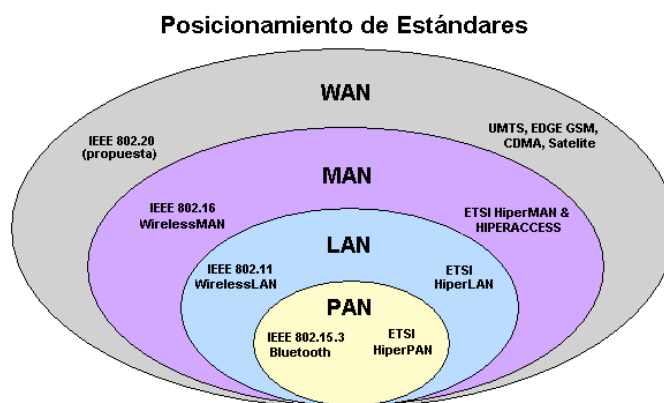 Posicionamiento de Estándares
WAN
IEEE 802.20
(propuesta)
UMTS, EDGE GSM,
CDMA, Satelite
MAN
IEEE 802.16
WirelessMAN
ETSI HiperMAN &
HIPERACCESS
LAN
IEEE 802.11
WirelessLAN
ETSI
HiperLAN
PAN
IEEE 802.15.3
Bluetooth
ETSI
HiperPAN